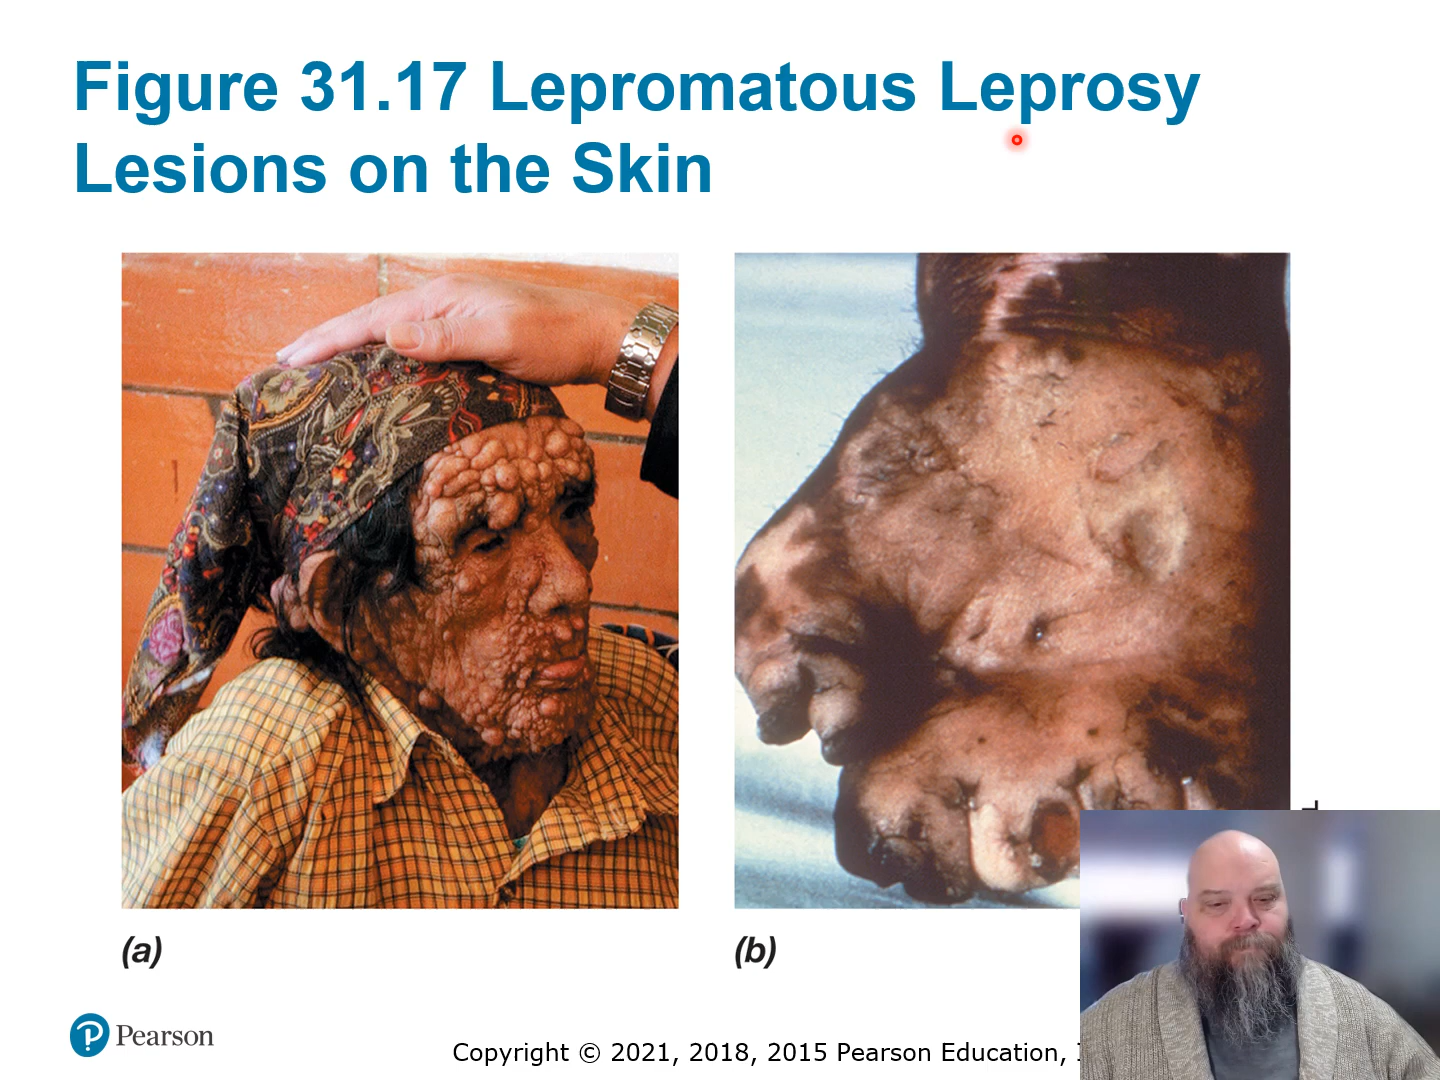 Figure 31.17 Lepromatous Leprosy
Lesions on the Skin
(a)
(b)
Pearson
Copyright © 2021, 2018, 2015 Pearson Education,